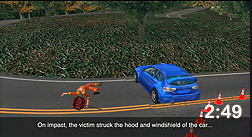 2:49
On impact, the victim struck the hood and windshield of the car...